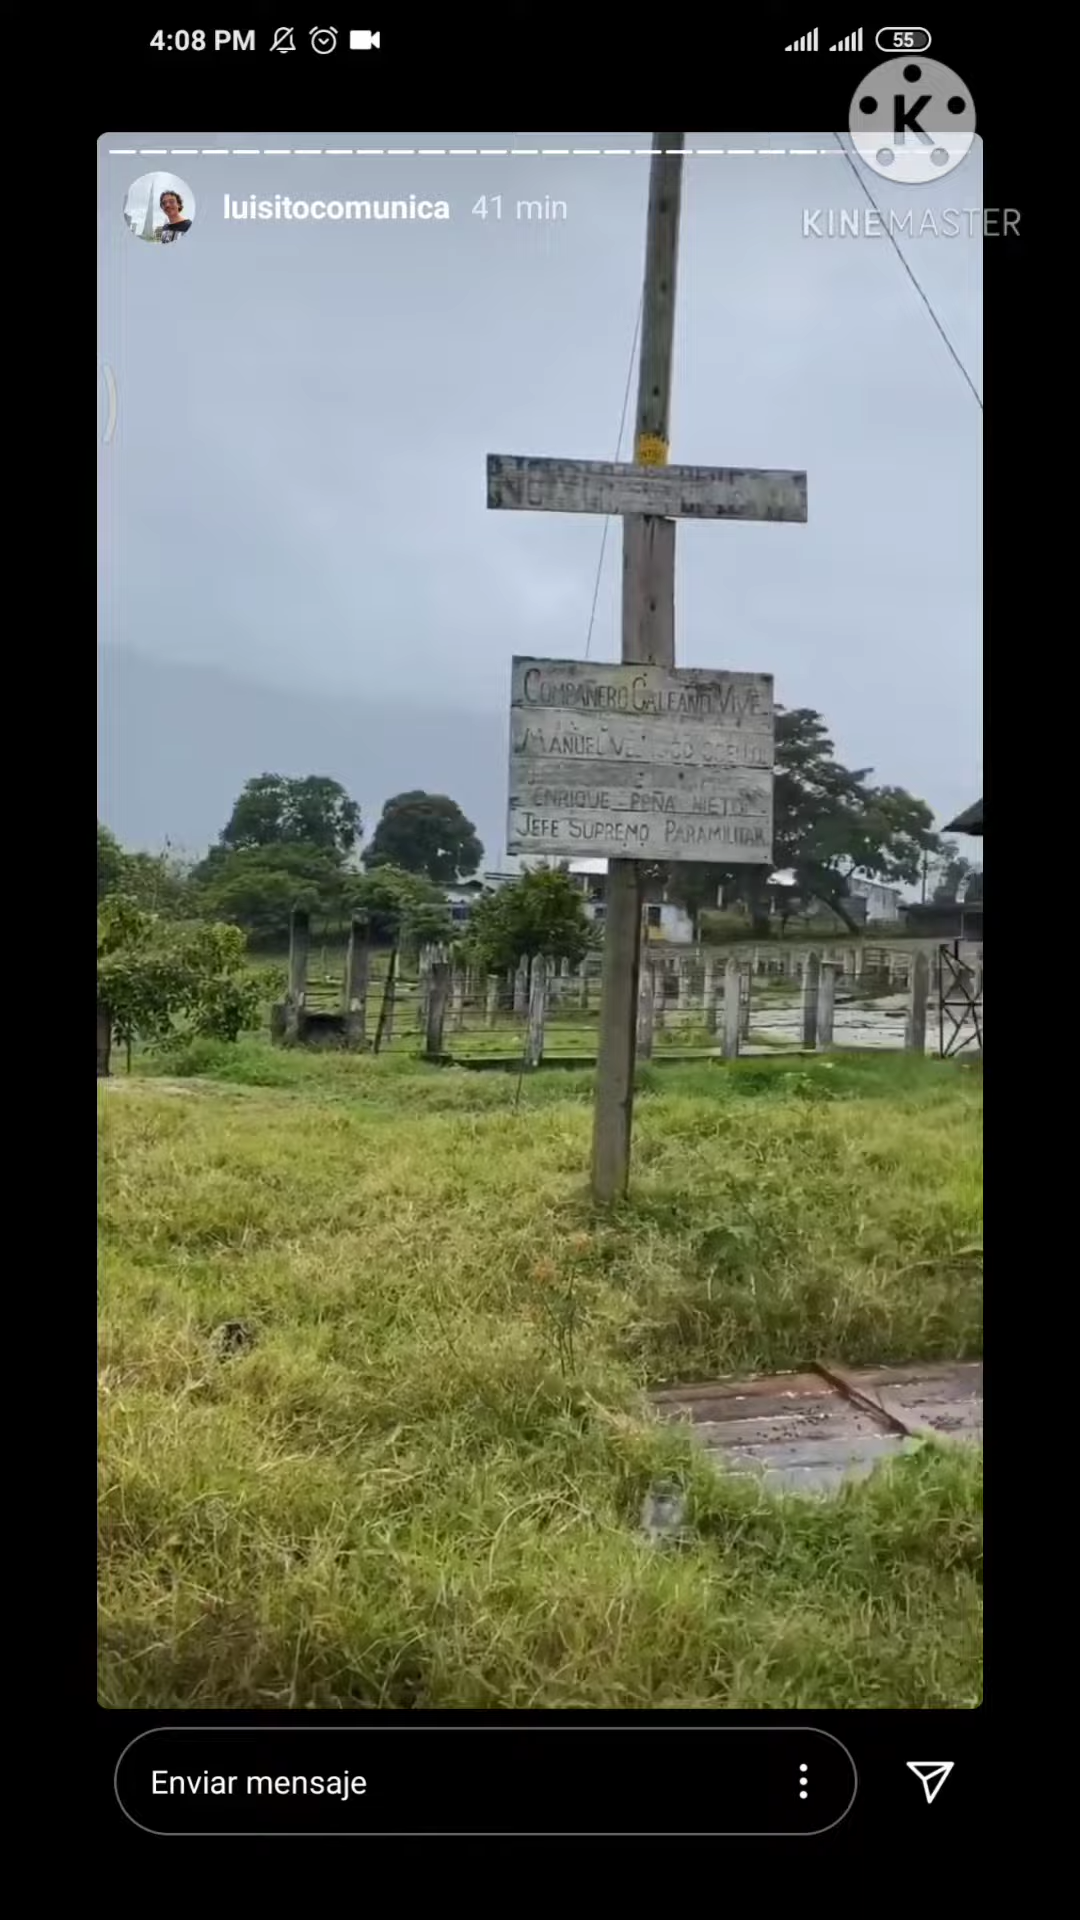 4:08 PM
55
K
KINEMASTER
luisitocomunica 41 min
COMPAÑERO GALEANO VIVE
MANUEL
ENRIQUE PEÑA NIETO
JEFE SUPREMO PARAMILITAR
Enviar mensaje